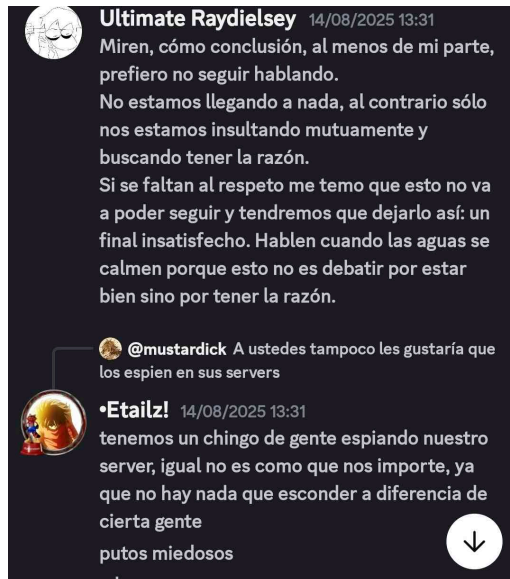 Ultimate Raydielsey 14/08/2025 13:31
Miren, cómo conclusión, al menos de mi parte,
prefiero no seguir hablando.
No estamos llegando a nada, al contrario sólo
nos estamos insultando mutuamente y
buscando tener la razón.
Si se faltan al respeto me temo que esto no va
a poder seguir y tendremos que dejarlo así: un
final insatisfecho. Hablen cuando las aguas se
calmen porque esto no es debatir por estar
bien sino por tener la razón.
@mustardick A ustedes tampoco les gustaría que
los espien en sus servers
•Etailz! 14/08/2025 13:31
tenemos un chingo de gente espiando nuestro
server, igual no es como que nos importe, ya
que no hay nada que esconder a diferencia de
cierta gente
putos miedosos